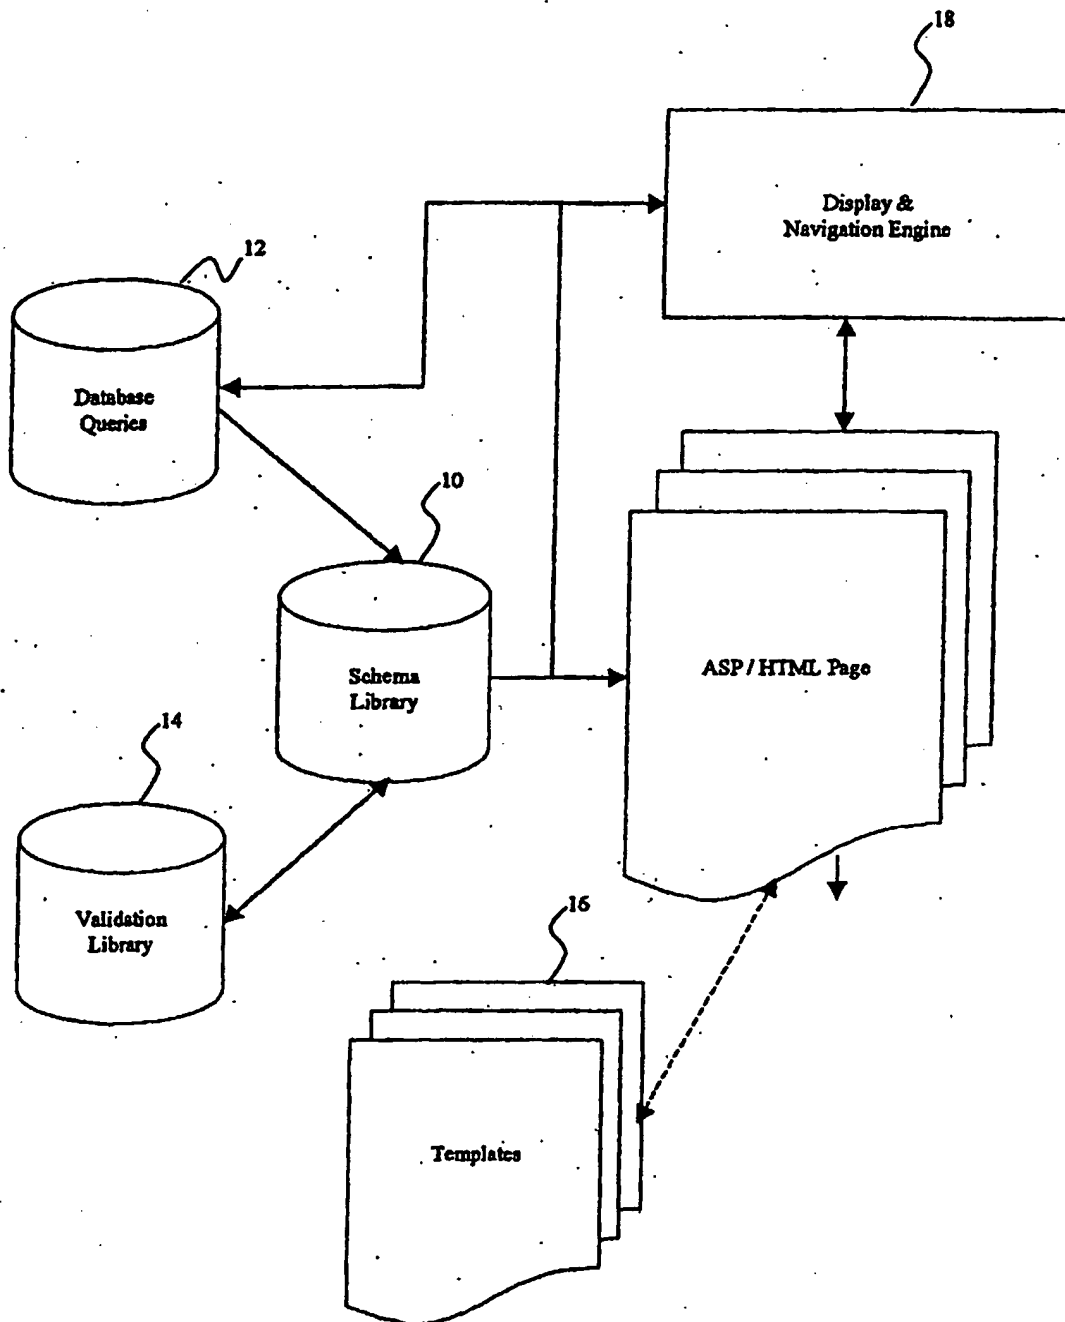 18
Display &
Navigation Engine
12
Database
Queries
10
Schema
Library
ASP / HTML Page
14
Validation
Library
16
Templates